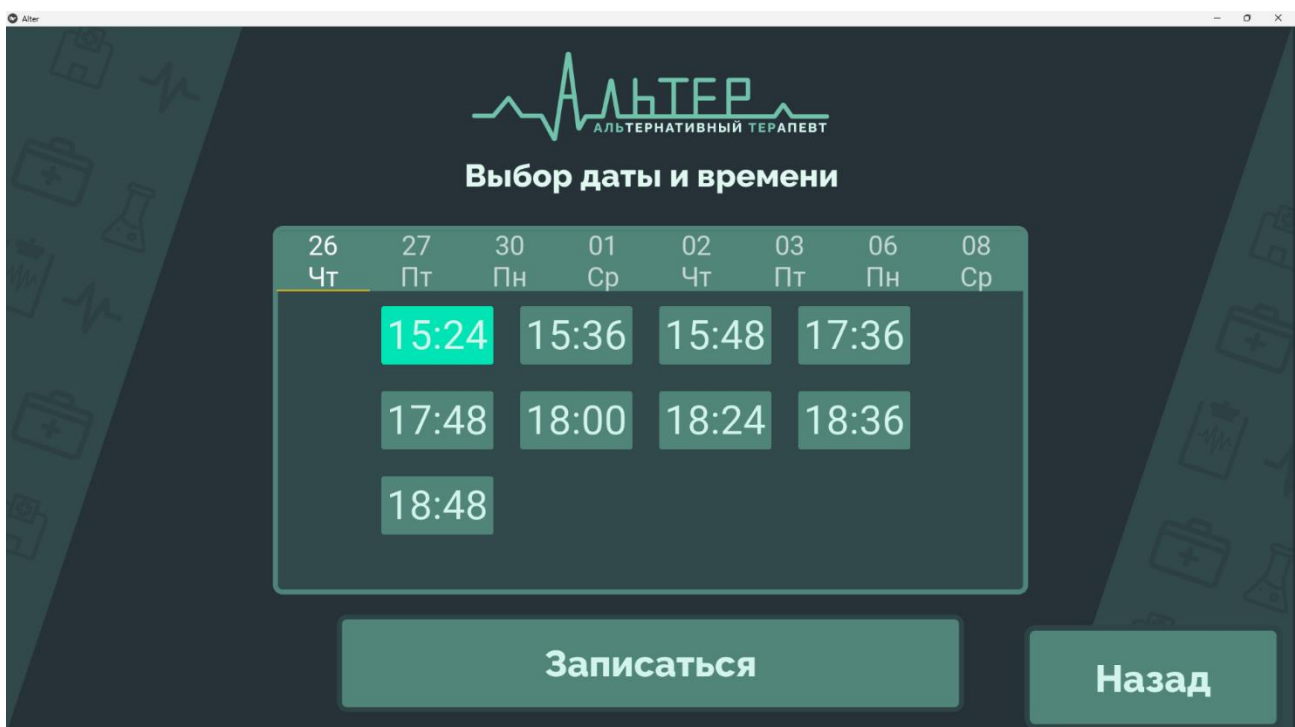 Alter
АЛЬТЕР
АЛЬТЕРНАТИВНЫЙ ТЕРАПЕВТ
Выбор даты и времени
26 27 30 01 02 03 06 08
Чт Пт Пн Ср Чт Пт Пн Ср
15:24 15:36 15:48 17:36
17:48 18:00 18:24 18:36
18:48
Записаться
Назад